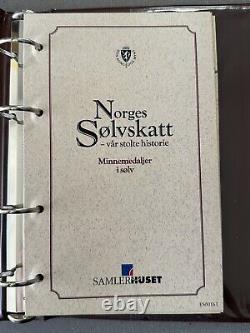 Norges
Sølvskatt
– vår stolte historie
Minnemedaljer
i sølv
SAMLERHUSET